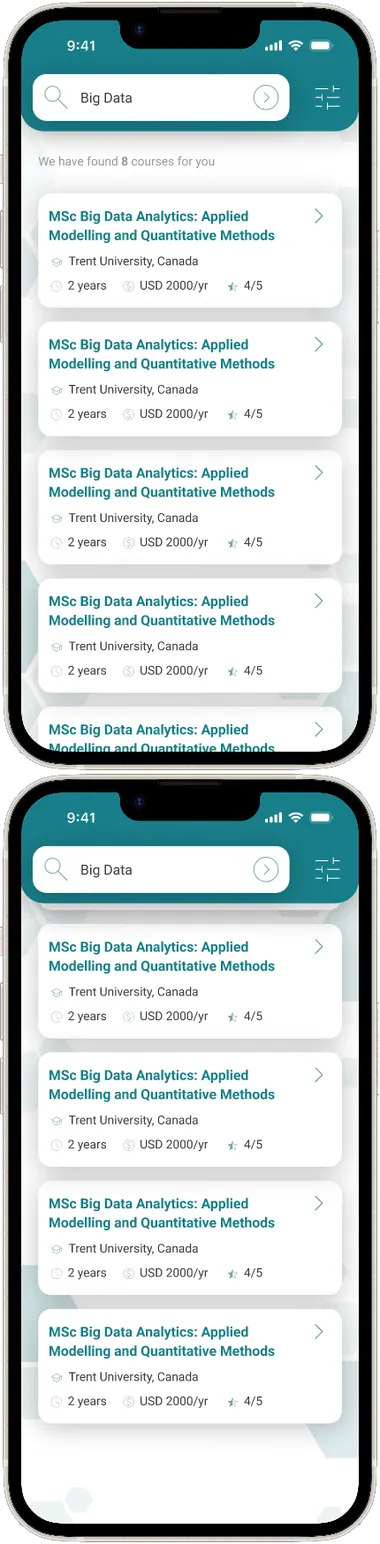 9:41
Big Data
We have found 8 courses for you
MSc Big Data Analytics: Applied
Modelling and Quantitative Methods
Trent University, Canada
2 years USD 2000/yr 4/5
MSc Big Data Analytics: Applied
Modelling and Quantitative Methods
Trent University, Canada
2 years USD 2000/yr 4/5
MSc Big Data Analytics: Applied
Modelling and Quantitative Methods
Trent University, Canada
2 years USD 2000/yr 4/5
MSc Big Data Analytics: Applied
Modelling and Quantitative Methods
Trent University, Canada
2 years USD 2000/yr 4/5
MSc Big Data Analytics: Applied
Modelling and Quantitative Methods
9:41
Big Data
MSc Big Data Analytics: Applied
Modelling and Quantitative Methods
Trent University, Canada
2 years USD 2000/yr 4/5
MSc Big Data Analytics: Applied
Modelling and Quantitative Methods
Trent University, Canada
2 years USD 2000/yr 4/5
MSc Big Data Analytics: Applied
Modelling and Quantitative Methods
Trent University, Canada
2 years USD 2000/yr 4/5
MSc Big Data Analytics: Applied
Modelling and Quantitative Methods
Trent University, Canada
2 years USD 2000/yr 4/5